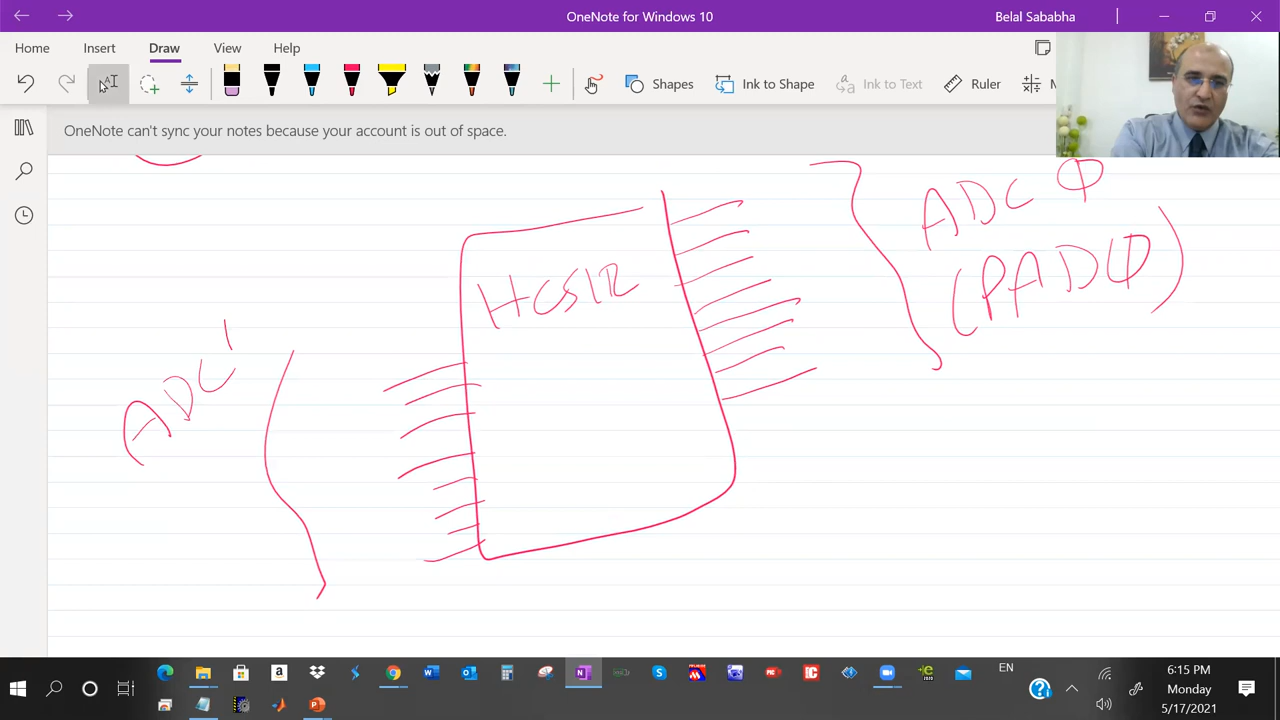 OneNote for Windows 10
Belal Sababha
Home Insert Draw View Help
Shapes Ink to Shape Ink to Text Ruler M
OneNote can't sync your notes because your account is out of space.
ADC Φ
(PADΦ)
HCS12
ADC 1
EN
6:15 PM
Monday
5/17/2021